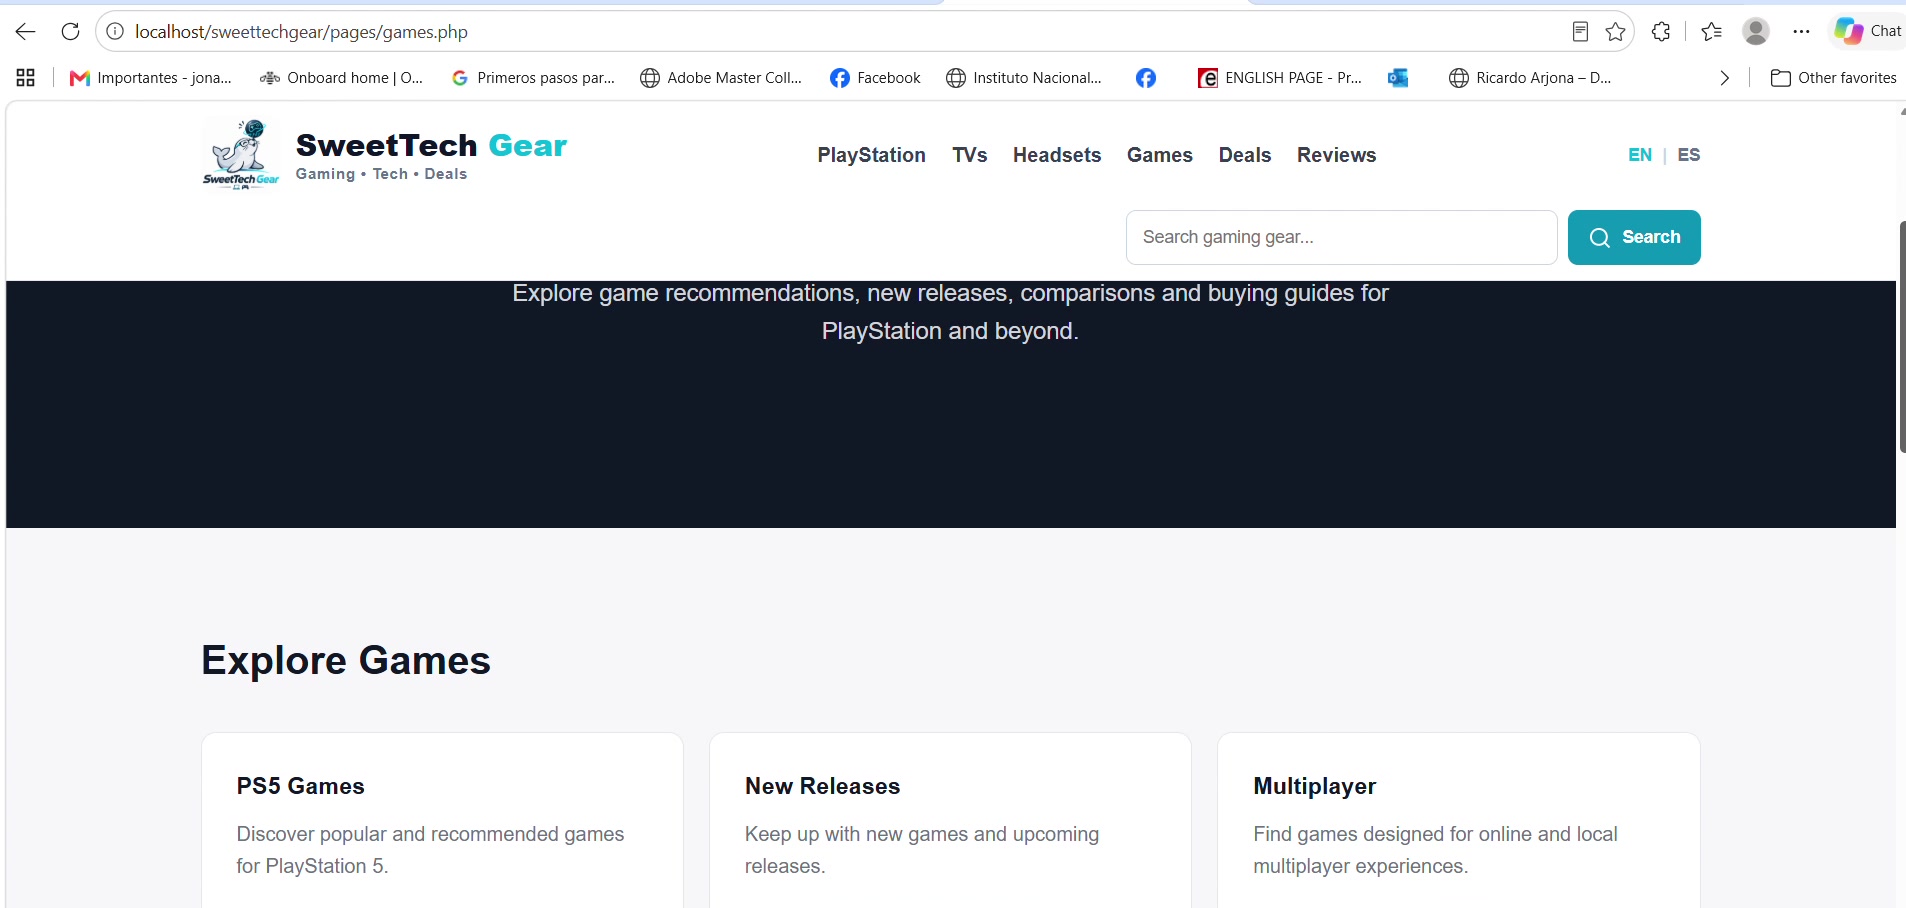 localhost/sweettechgear/pages/games.php
Chat
Importantes - jona...
Onboard home | O...
Primeros pasos par...
Adobe Master Coll...
Facebook
Instituto Nacional...
ENGLISH PAGE - Pr...
Ricardo Arjona – D...
Other favorites
SweetTech Gear
SweetTech Gear
Gaming • Tech • Deals
PlayStation
TVs
Headsets
Games
Deals
Reviews
EN | ES
Search gaming gear...
Search
Explore game recommendations, new releases, comparisons and buying guides for
PlayStation and beyond.
Explore Games
PS5 Games
Discover popular and recommended games
for PlayStation 5.
New Releases
Keep up with new games and upcoming
releases.
Multiplayer
Find games designed for online and local
multiplayer experiences.